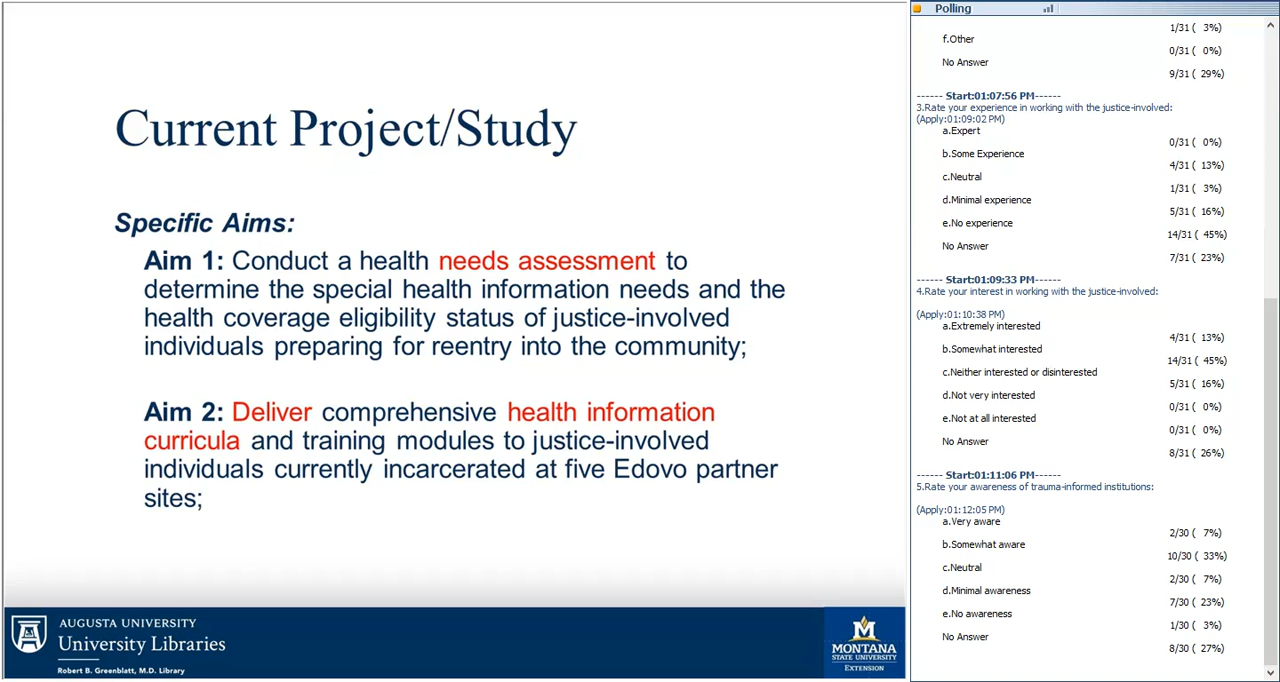 Current Project/Study
Specific Aims:
Aim 1: Conduct a health needs assessment to
determine the special health information needs and the
health coverage eligibility status of justice-involved
individuals preparing for reentry into the community;
Aim 2: Deliver comprehensive health information
curricula and training modules to justice-involved
individuals currently incarcerated at five Edovo partner
sites;
AUGUSTA UNIVERSITY
University Libraries
Robert B. Greenblatt, M.D. Library
M
MONTANA
STATE UNIVERSITY
EXTENSION
Polling
1/31 ( 3%)
f.Other
0/31 ( 0%)
No Answer
9/31 ( 29%)
------ Start:01:07:56 PM------
3.Rate your experience in working with the justice-involved:
(Apply:01:09:02 PM)
a.Expert
0/31 ( 0%)
b.Some Experience
4/31 ( 13%)
c.Neutral
1/31 ( 3%)
d.Minimal experience
5/31 ( 16%)
e.No experience
14/31 ( 45%)
No Answer
7/31 ( 23%)
------ Start:01:09:33 PM------
4.Rate your interest in working with the justice-involved:
(Apply:01:10:38 PM)
a.Extremely interested
4/31 ( 13%)
b.Somewhat interested
14/31 ( 45%)
c.Neither interested or disinterested
5/31 ( 16%)
d.Not very interested
0/31 ( 0%)
e.Not at all interested
0/31 ( 0%)
No Answer
8/31 ( 26%)
------ Start:01:11:06 PM------
5.Rate your awareness of trauma-informed institutions:
(Apply:01:12:05 PM)
a.Very aware
2/30 ( 7%)
b.Somewhat aware
10/30 ( 33%)
c.Neutral
2/30 ( 7%)
d.Minimal awareness
7/30 ( 23%)
e.No awareness
1/30 ( 3%)
No Answer
8/30 ( 27%)